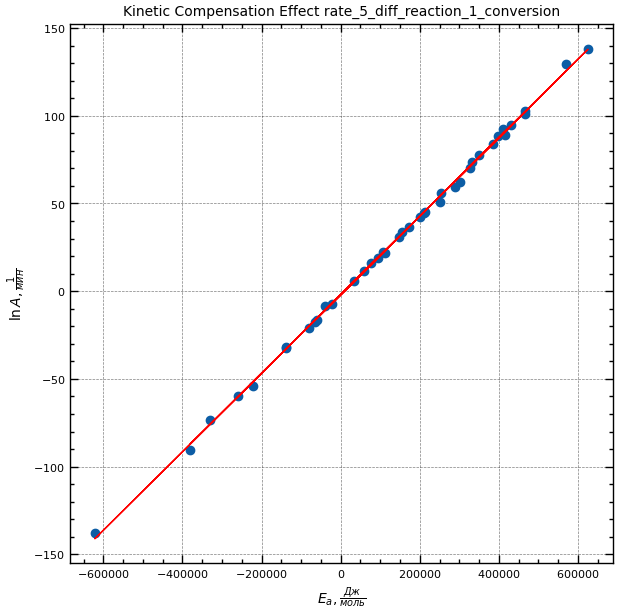 Kinetic Compensation Effect rate_5_diff_reaction_1_conversion
150
100
50
0
−50
−100
−150
ln A, 1/мин
−600000 −400000 −200000 0 200000 400000 600000
E_a, Дж/моль